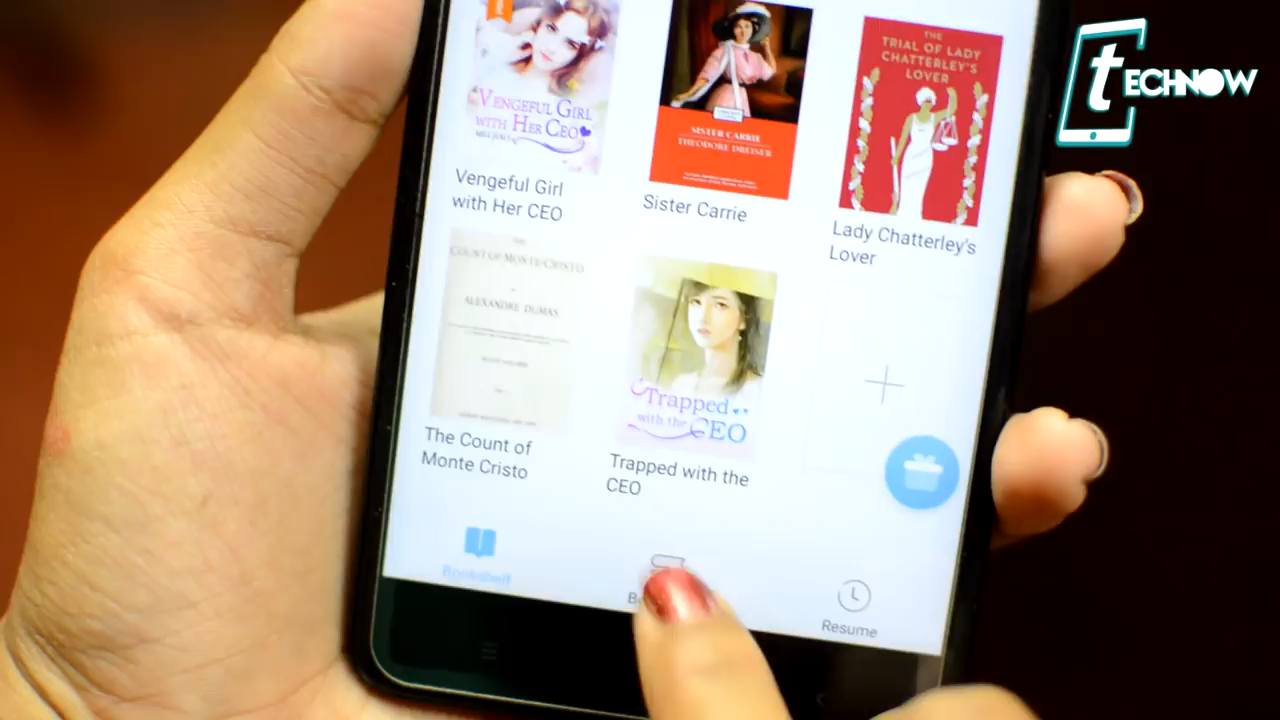 TECHNOW
VENGEFUL GIRL
WITH HER CEO
Vengeful Girl
with Her CEO
SISTER CARRIE
THEODORE DREISER
Sister Carrie
THE
TRIAL OF LADY
CHATTERLEY'S
LOVER
Lady Chatterley's
Lover
THE
COUNT OF MONTE CRISTO
ALEXANDRE DUMAS
The Count of
Monte Cristo
Trapped
with the
CEO
Trapped with the
CEO
Bookshelf
Resume